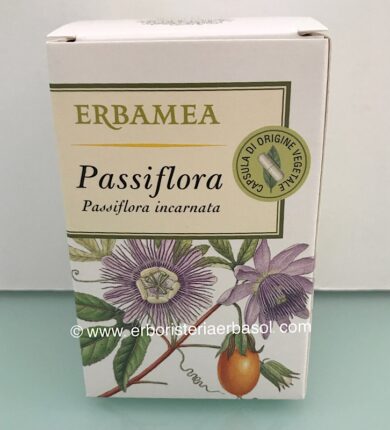 ERBAMEA
Passiflora
Passiflora incarnata
CAPSULA DI ORIGINE VEGETALE
© www.erboristeriaerbasol.com